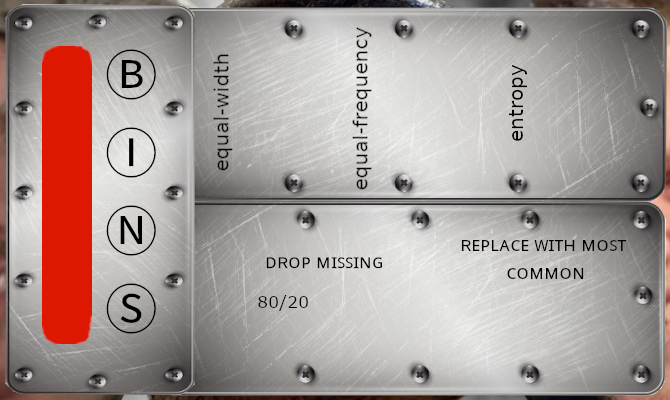 B
I
N
S
equal-width
equal-frequency
entropy
DROP MISSING
80/20
REPLACE WITH MOST
COMMON